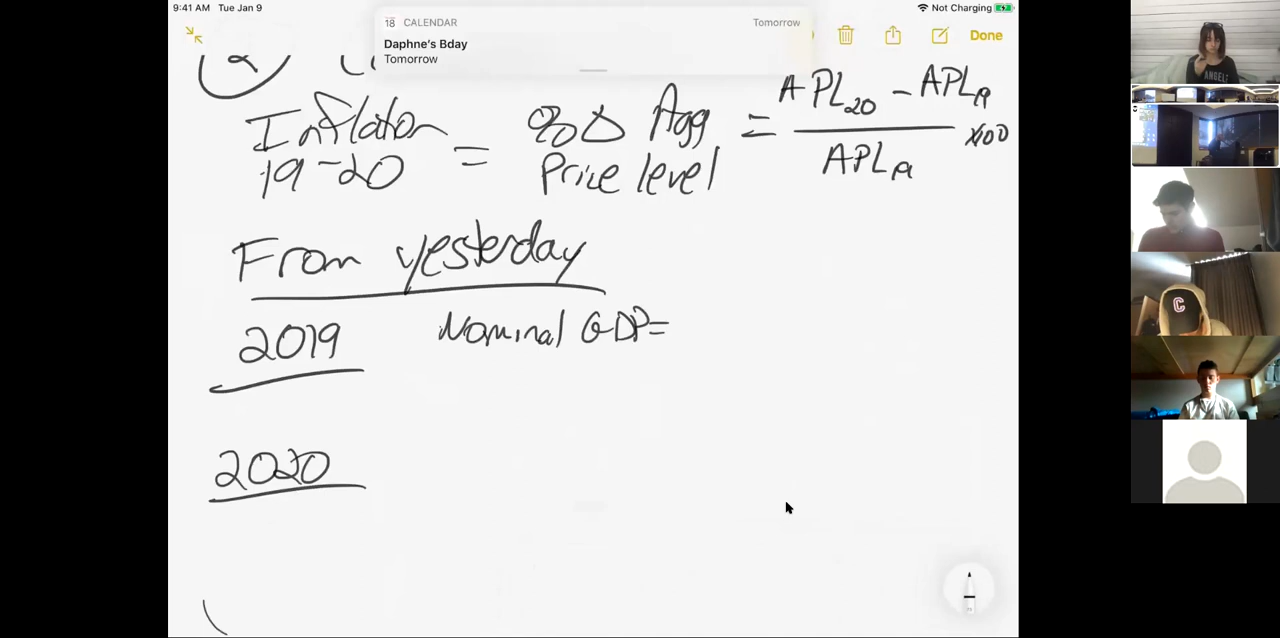 9:41 AM Tue Jan 9
Not Charging
18 CALENDAR
Tomorrow
Daphne's Bday
Tomorrow
Done
a
Inflation = %Δ Agg = APL20 - APL19 x100
19-20 Price level APL19
From yesterday
2019 Nominal GDP=
2020
C
ANGEL